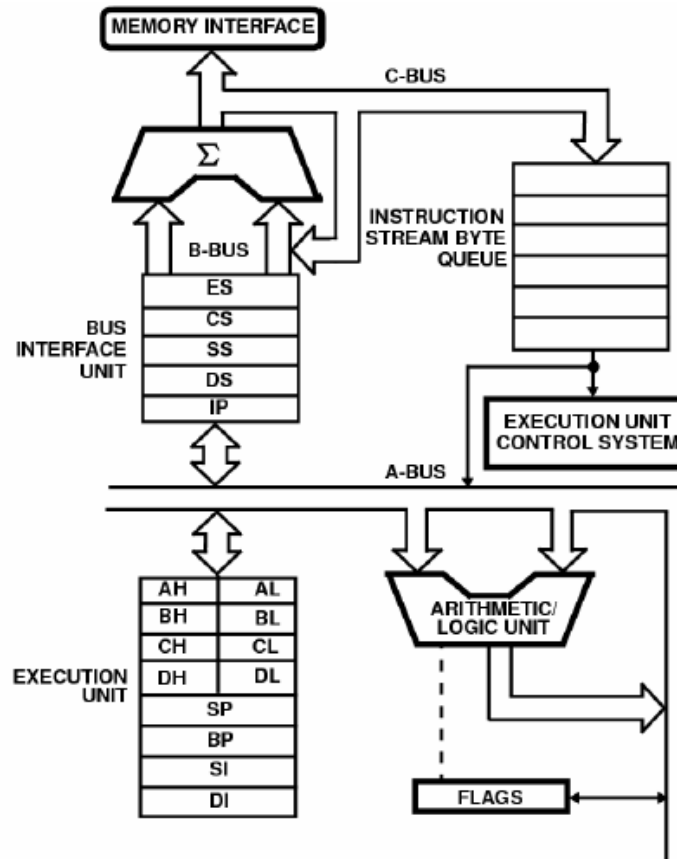 MEMORY INTERFACE
C-BUS
Σ
INSTRUCTION
STREAM BYTE
QUEUE
B-BUS
ES
CS
SS
DS
IP
BUS
INTERFACE
UNIT
EXECUTION UNIT
CONTROL SYSTEM
A-BUS
AH AL
BH BL
CH CL
DH DL
SP
BP
SI
DI
EXECUTION
UNIT
ARITHMETIC/
LOGIC UNIT
FLAGS